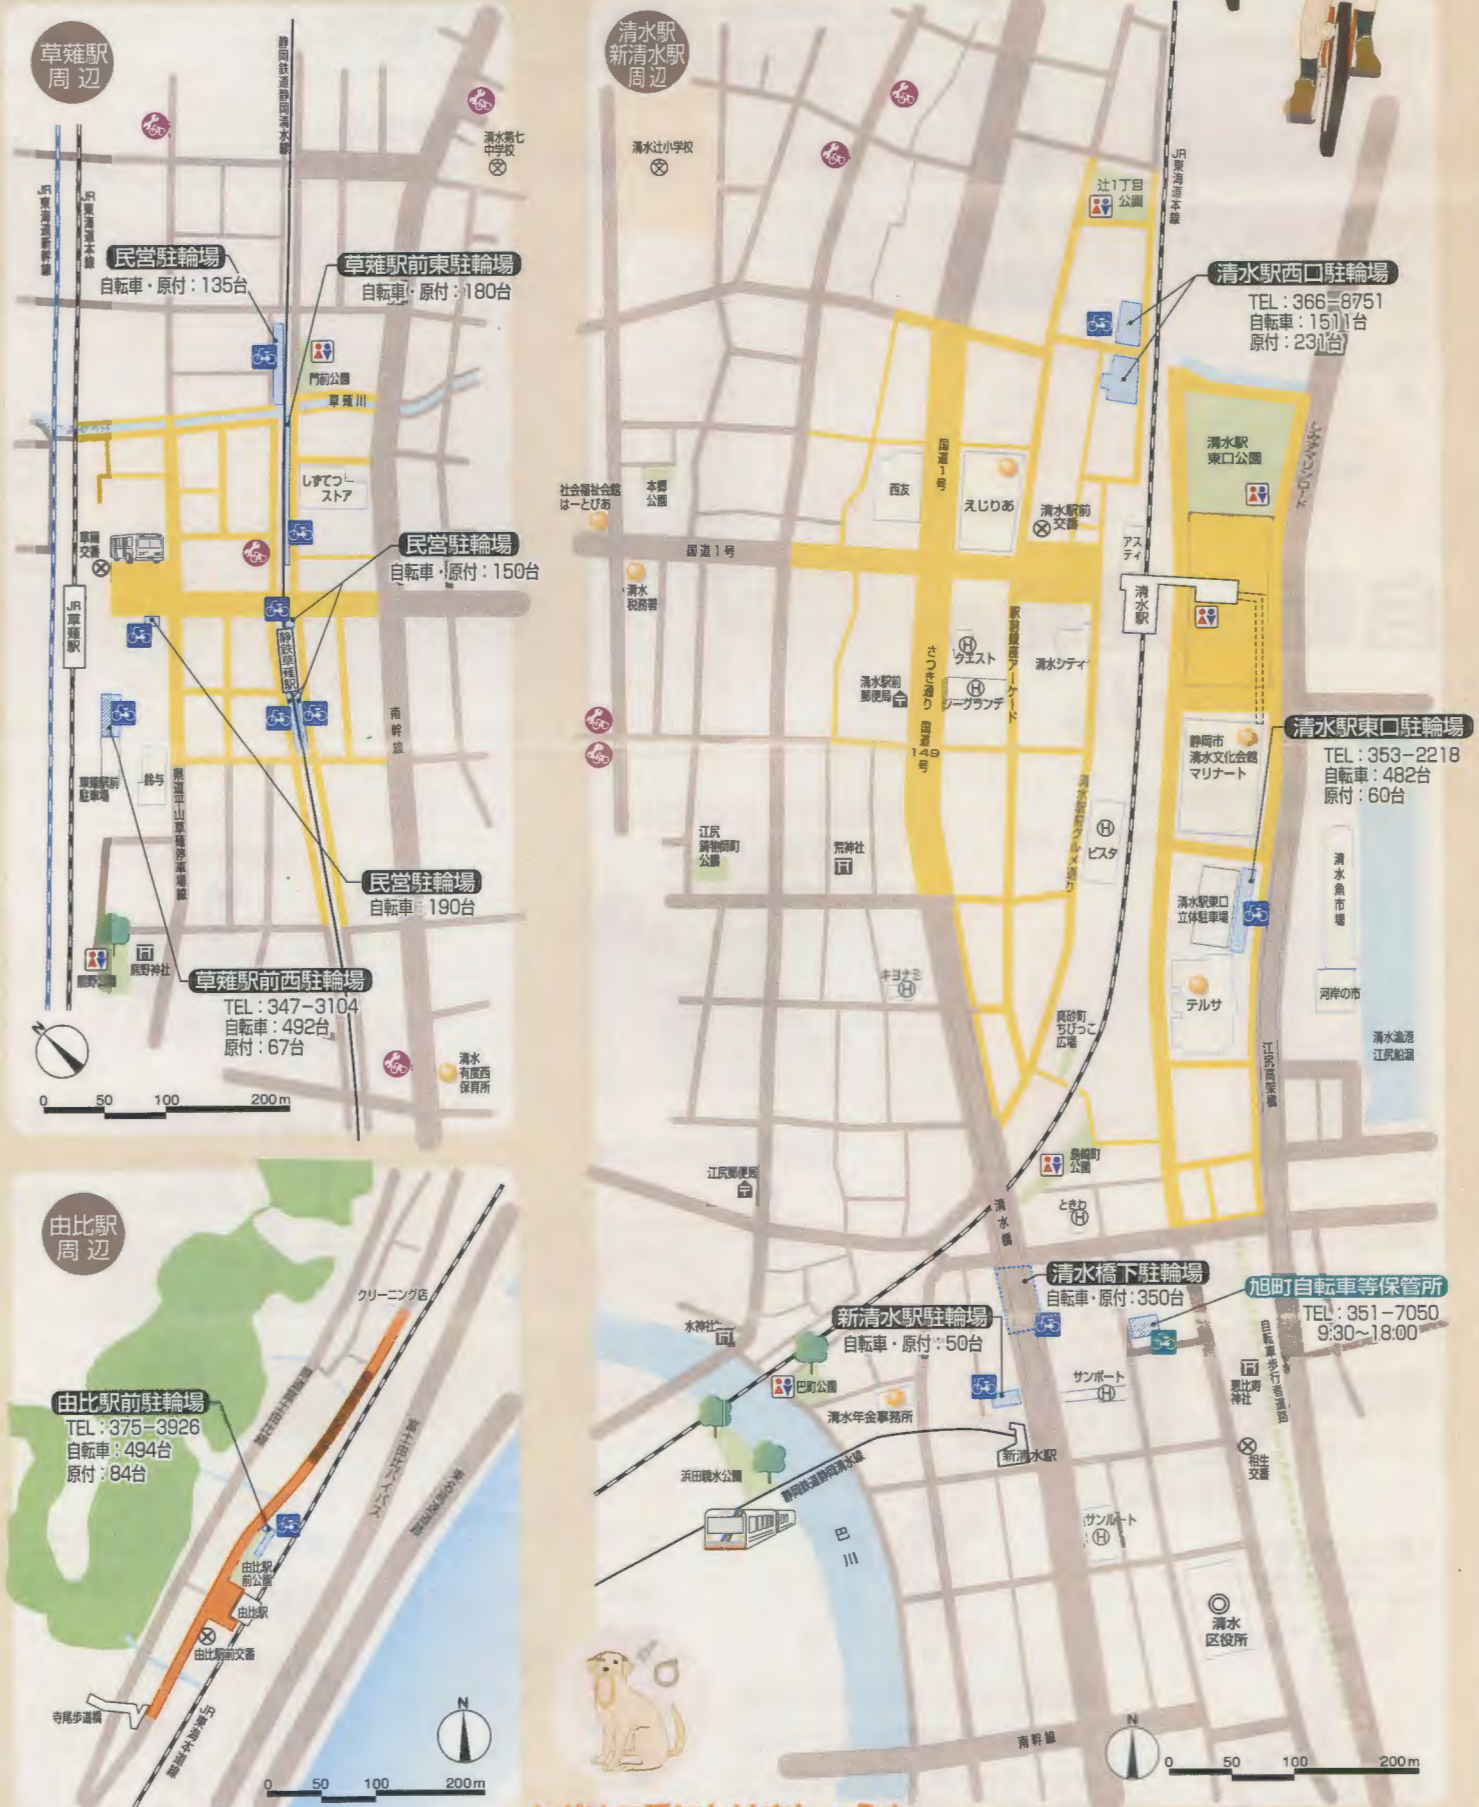 草薙駅
周辺
静岡鉄道静岡清水線
清水第七
中学校
JR東海道新幹線
JR東海道本線
民営駐輪場
自転車・原付：135台
草薙駅前東駐輪場
自転車・原付：180台
門前公園
草薙川
しずてつ
ストア
草薙
交番
民営駐輪場
自転車・原付：150台
JR草薙駅
静鉄草薙駅
南幹線
草薙駅前
駐車場
鈴与
県道平山草薙停車場線
民営駐輪場
自転車：190台
熊野神社
草薙駅前西駐輪場
TEL：347-3104
自転車：492台
原付：67台
清水
有度西
保育所
N
0 50 100 200m
由比駅
周辺
クリーニング店
由比駅前駐輪場
TEL：375-3926
自転車：494台
原付：84台
富士由比バイパス
由比駅
前公園
由比駅
由比駅前交番
寺尾歩道橋
JR東海本線
N
0 50 100 200m
清水駅
新清水駅
周辺
清水辻小学校
辻1丁目
公園
JR東海道本線
清水駅西口駐輪場
TEL：366-8751
自転車：1511台
原付：231台
清水駅
東口公園
しみずマリンロード
国道1号
社会福祉会館
はーとぴあ
本郷
公園
西友
えじりあ
清水駅前
交番
アスティ
国道1号
清水
税務署
清水駅
クエスト
駅前銀座アーケード
清水シティ
清水駅前
郵便局
ジーグランデ
さつき通り 国道149号
清水駅東口駐輪場
TEL：353-2218
自転車：482台
原付：60台
静岡市
清水文化会館
マリナート
清水駅前グルメ通り
江尻
鋳物師町
公園
荒神社
ビスタ
清水魚市場
清水駅東口
立体駐車場
キヨナミ
テルサ
河岸の市
真砂町
ちびっこ
広場
清水漁港
江尻船溜
江尻高架橋
島崎町
公園
江尻郵便局
ときわ
清水橋
清水橋下駐輪場
自転車・原付：350台
旭町自転車等保管所
TEL：351-7050
9:30～18:00
新清水駅駐輪場
自転車・原付：50台
水神社
自転車歩行者道路
サンポート
巴町公園
恵比寿
神社
清水年金事務所
新清水駅
相生
交番
浜田親水公園
静岡鉄道静岡清水線
サンルート
巴川
清水
区役所
南幹線
N
0 50 100 200m